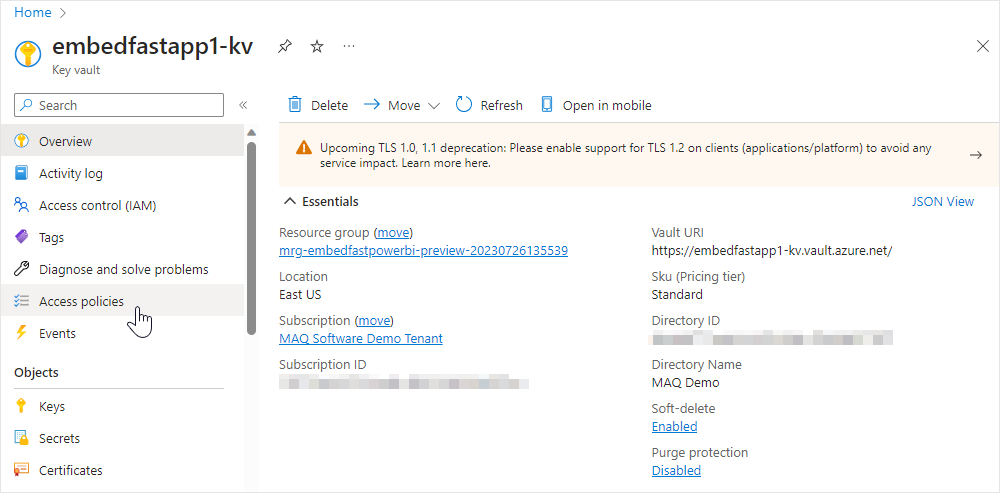 Home >
embedfastapp1-kv
Key vault
Search
Overview
Activity log
Access control (IAM)
Tags
Diagnose and solve problems
Access policies
Events
Objects
Keys
Secrets
Certificates
Delete
Move
Refresh
Open in mobile
Upcoming TLS 1.0, 1.1 deprecation: Please enable support for TLS 1.2 on clients (applications/platform) to avoid any
service impact. Learn more here.
Essentials
JSON View
Resource group (move)
mrg-embedfastpowerbi-preview-20230726135539
Location
East US
Subscription (move)
MAQ Software Demo Tenant
Subscription ID
Vault URI
https://embedfastapp1-kv.vault.azure.net/
Sku (Pricing tier)
Standard
Directory ID
Directory Name
MAQ Demo
Soft-delete
Enabled
Purge protection
Disabled